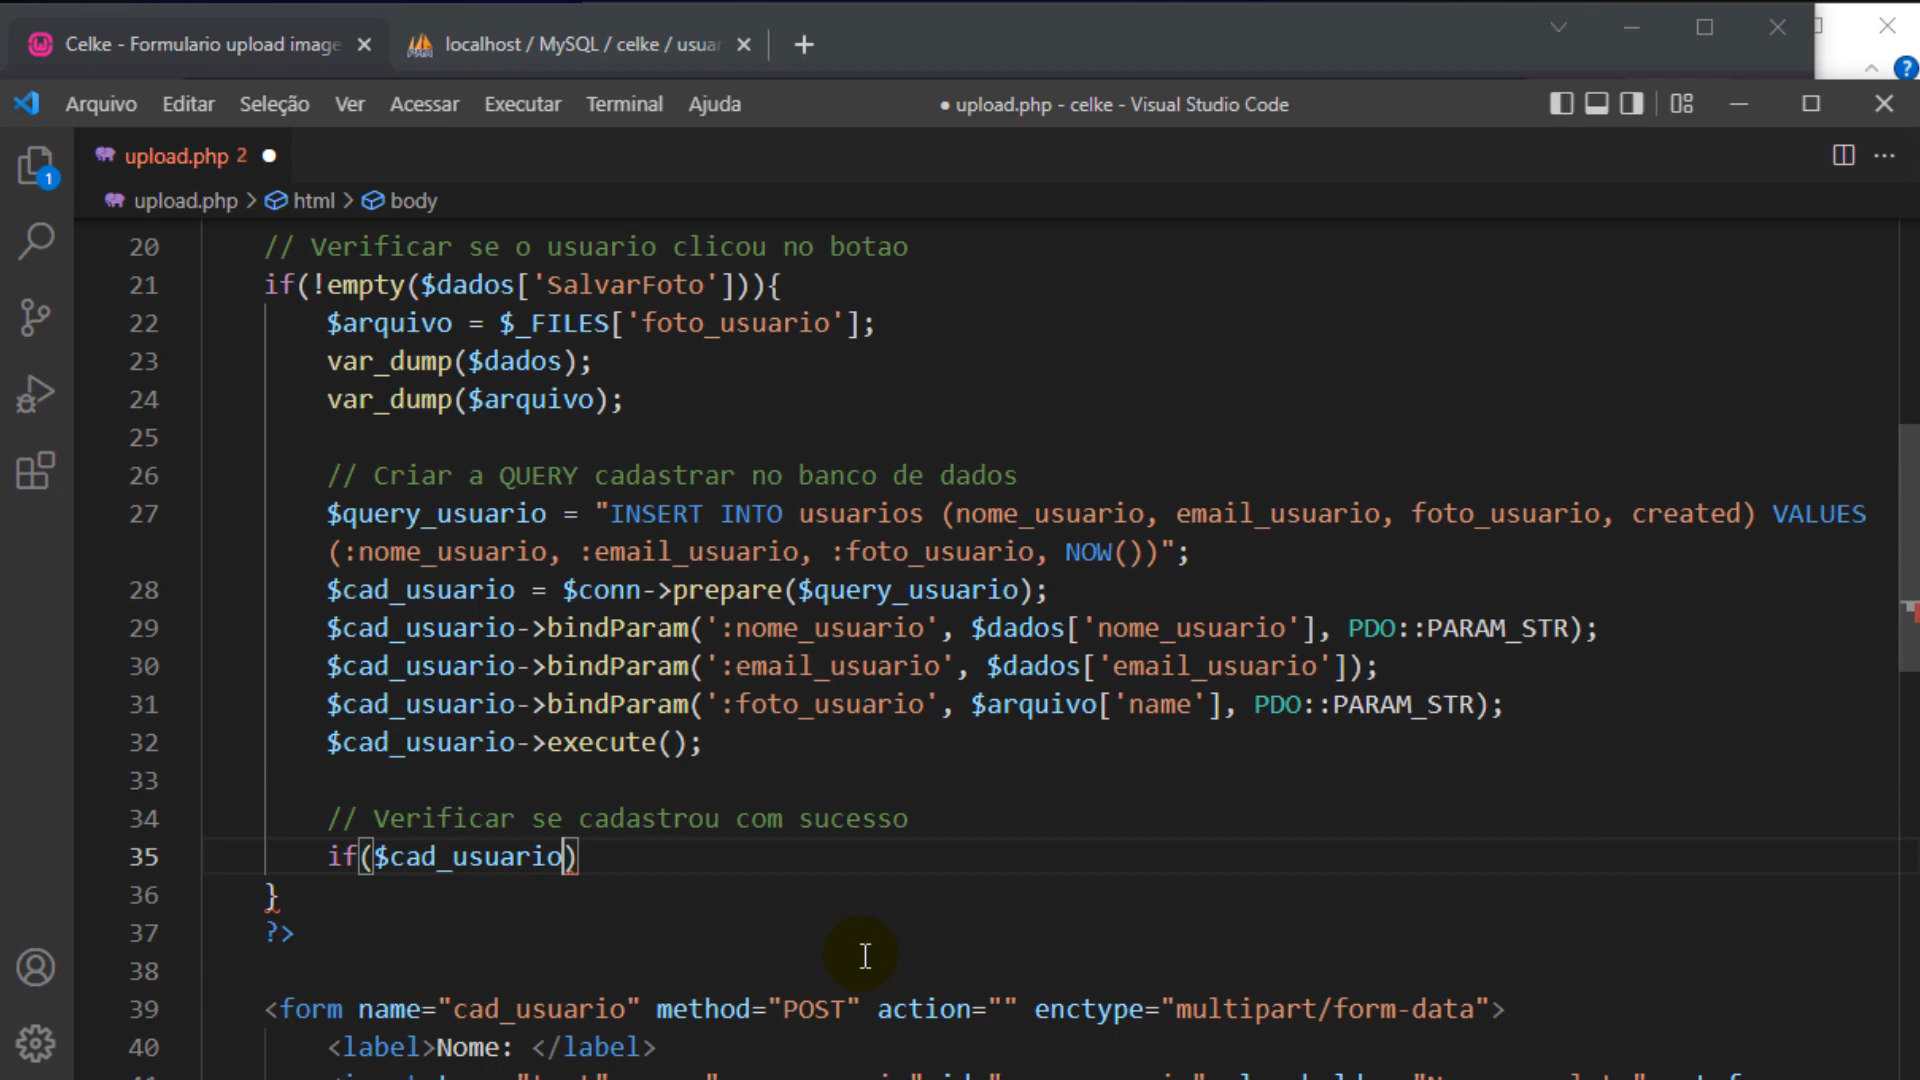 Celke - Formulario upload image
localhost / MySQL / celke / usuar
Arquivo Editar Seleção Ver Acessar Executar Terminal Ajuda
● upload.php - celke - Visual Studio Code
1
upload.php 2 ●
upload.php > html > body
20 // Verificar se o usuario clicou no botao
21 if(!empty($dados['SalvarFoto'])){
22 $arquivo = $_FILES['foto_usuario'];
23 var_dump($dados);
24 var_dump($arquivo);
25
26 // Criar a QUERY cadastrar no banco de dados
27 $query_usuario = "INSERT INTO usuarios (nome_usuario, email_usuario, foto_usuario, created) VALUES
(:nome_usuario, :email_usuario, :foto_usuario, NOW())";
28 $cad_usuario = $conn->prepare($query_usuario);
29 $cad_usuario->bindParam(':nome_usuario', $dados['nome_usuario'], PDO::PARAM_STR);
30 $cad_usuario->bindParam(':email_usuario', $dados['email_usuario']);
31 $cad_usuario->bindParam(':foto_usuario', $arquivo['name'], PDO::PARAM_STR);
32 $cad_usuario->execute();
33
34 // Verificar se cadastrou com sucesso
35 if($cad_usuario)
36 }
37 ?>
38
39 <form name="cad_usuario" method="POST" action="" enctype="multipart/form-data">
40 <label>Nome: </label>